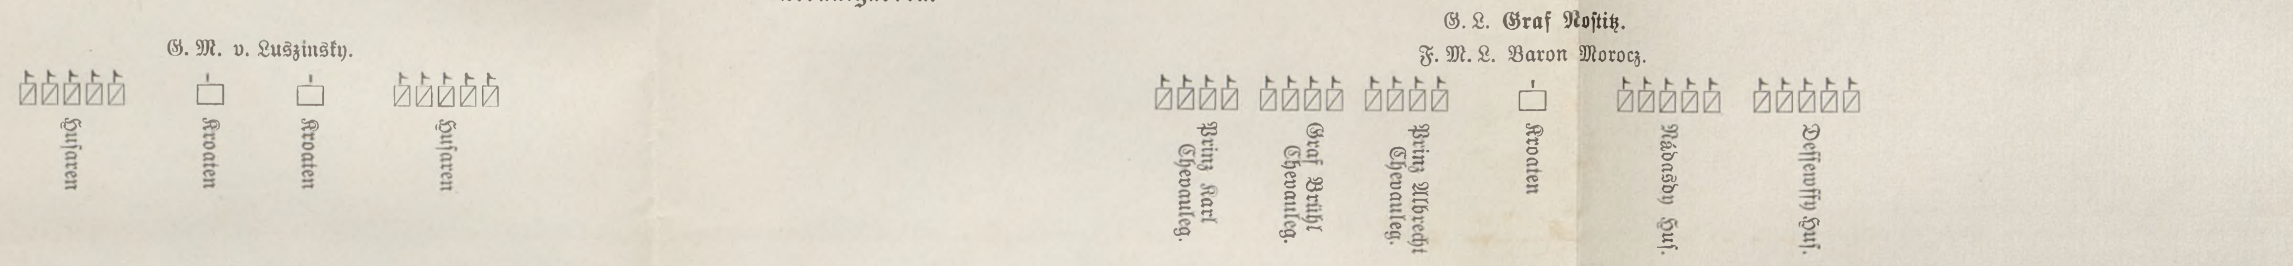 G. L. Graf Nostitz.
G. M. v. Luszinsky.
F. M. L. Baron Morocz.
Husaren
Kroaten
Kroaten
Husaren
Prinz Karl
Chevauleg.
Graf Brühl
Chevauleg.
Prinz Albrecht
Chevauleg.
Kroaten
Nádasdy Hus.
Dessewffy Hus.